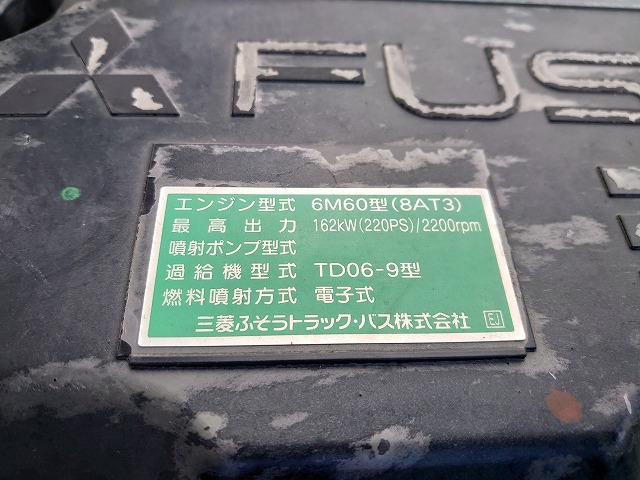 FUS
エンジン型式 6M60型(8AT3)
最高出力 162kW(220PS)/2200rpm
噴射ポンプ型式
過給機型式 TD06-9型
燃料噴射方式 電子式
三菱ふそうトラック・バス株式会社 EJ